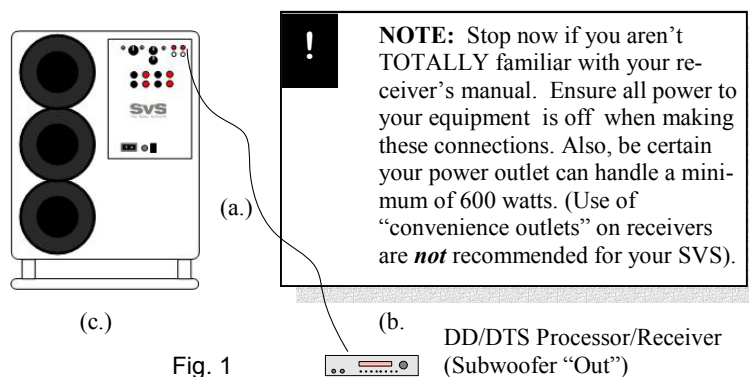 !
NOTE: Stop now if you aren't
TOTALLY familiar with your re-
ceiver's manual. Ensure all power to
your equipment is off when making
these connections. Also, be certain
your power outlet can handle a mini-
mum of 600 watts. (Use of
“convenience outlets” on receivers
are not recommended for your SVS).
SVS
(a.)
(c.)
(b.
DD/DTS Processor/Receiver
(Subwoofer “Out”)
Fig. 1